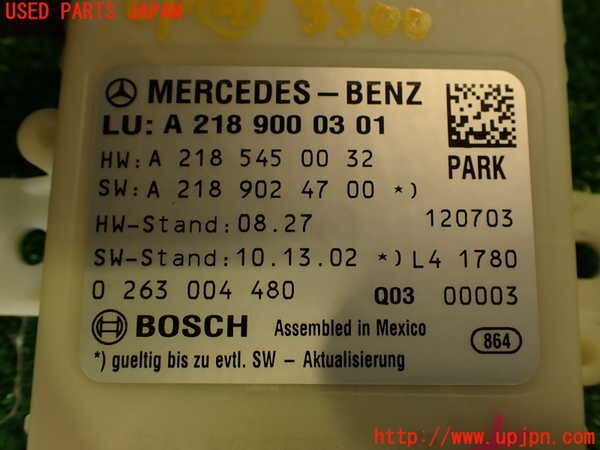 USED PARTS JAPAN
3300
MERCEDES-BENZ
LU: A 218 900 03 01
HW: A 218 545 00 32
PARK
SW: A 218 902 47 00 *)
HW-Stand: 08.27 120703
SW-Stand: 10.13.02 *) L4 1780
0 263 004 480 Q03 00003
BOSCH Assembled in Mexico
864
*) gueltig bis zu evtl. SW - Aktualisierung
http://www.upjpn.com/